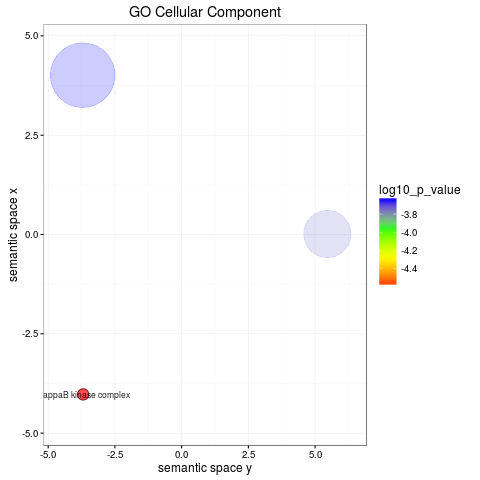 GO Cellular Component
5.0
2.5
0.0
-2.5
-5.0
semantic space x
appaB kinase complex
-5.0 -2.5 0.0 2.5 5.0
semantic space y
log10_p_value
-3.8
-4.0
-4.2
-4.4